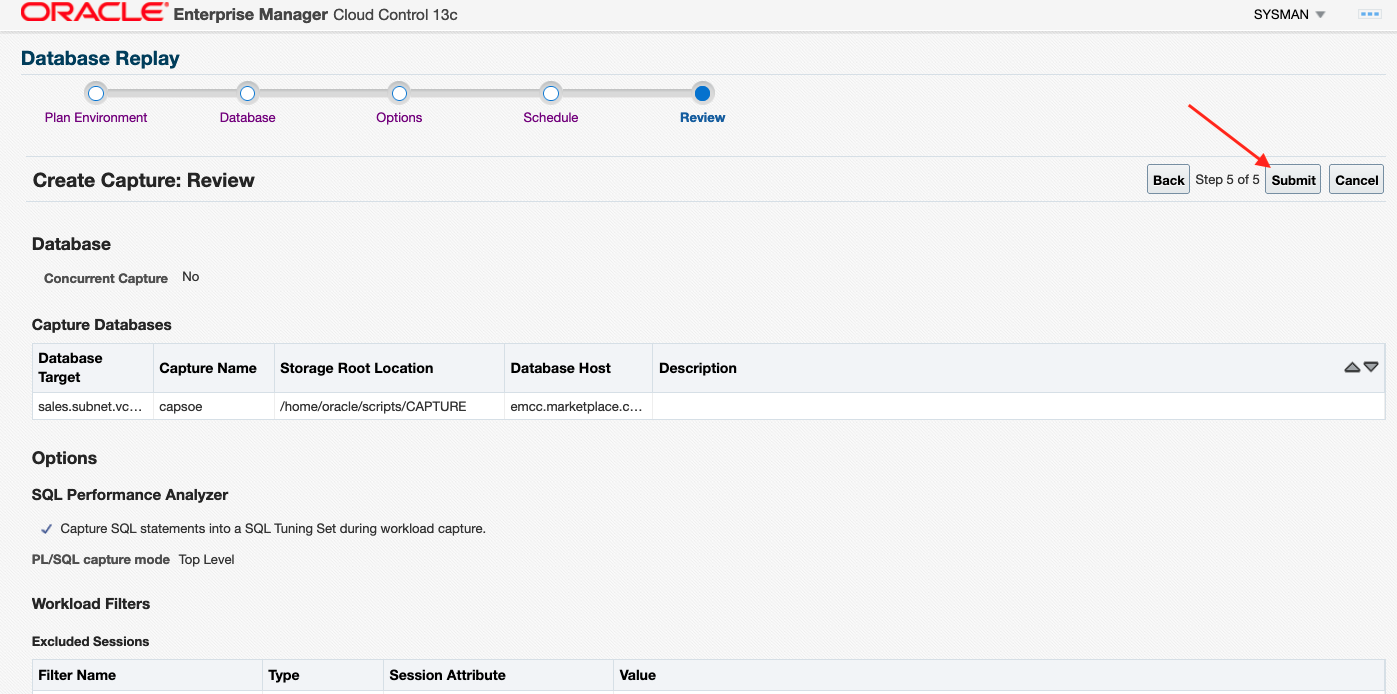 ORACLE Enterprise Manager Cloud Control 13c
SYSMAN
Database Replay
Plan Environment
Database
Options
Schedule
Review
Create Capture: Review
Back Step 5 of 5 Submit Cancel
Database
Concurrent Capture No
Capture Databases
Database Target Capture Name Storage Root Location Database Host Description
sales.subnet.vc... capsoe /home/oracle/scripts/CAPTURE emcc.marketplace.c...
Options
SQL Performance Analyzer
Capture SQL statements into a SQL Tuning Set during workload capture.
PL/SQL capture mode Top Level
Workload Filters
Excluded Sessions
Filter Name Type Session Attribute Value